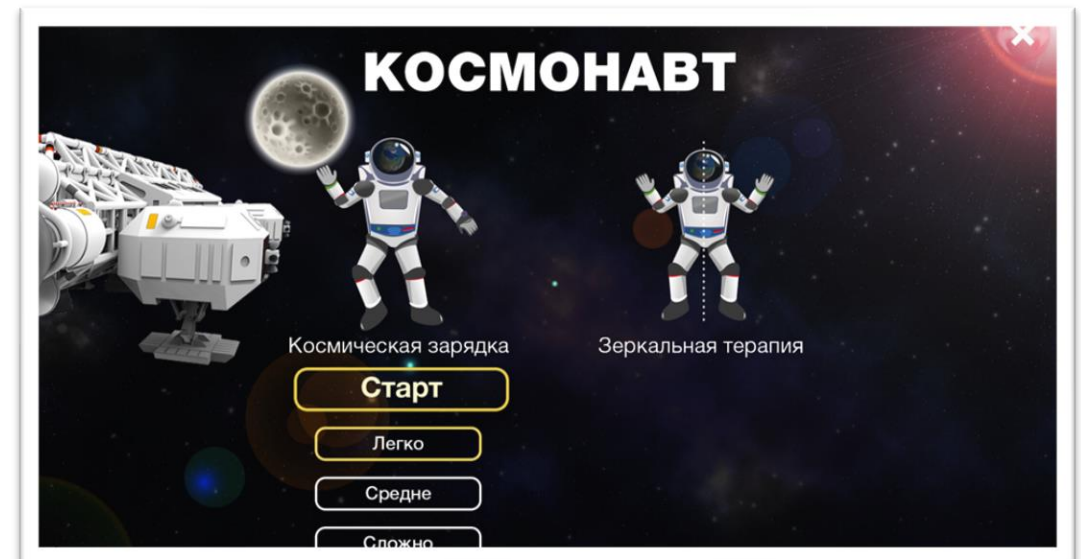 КОСМОНАВТ
Космическая зарядка
Зеркальная терапия
Старт
Легко
Средне
Сложно